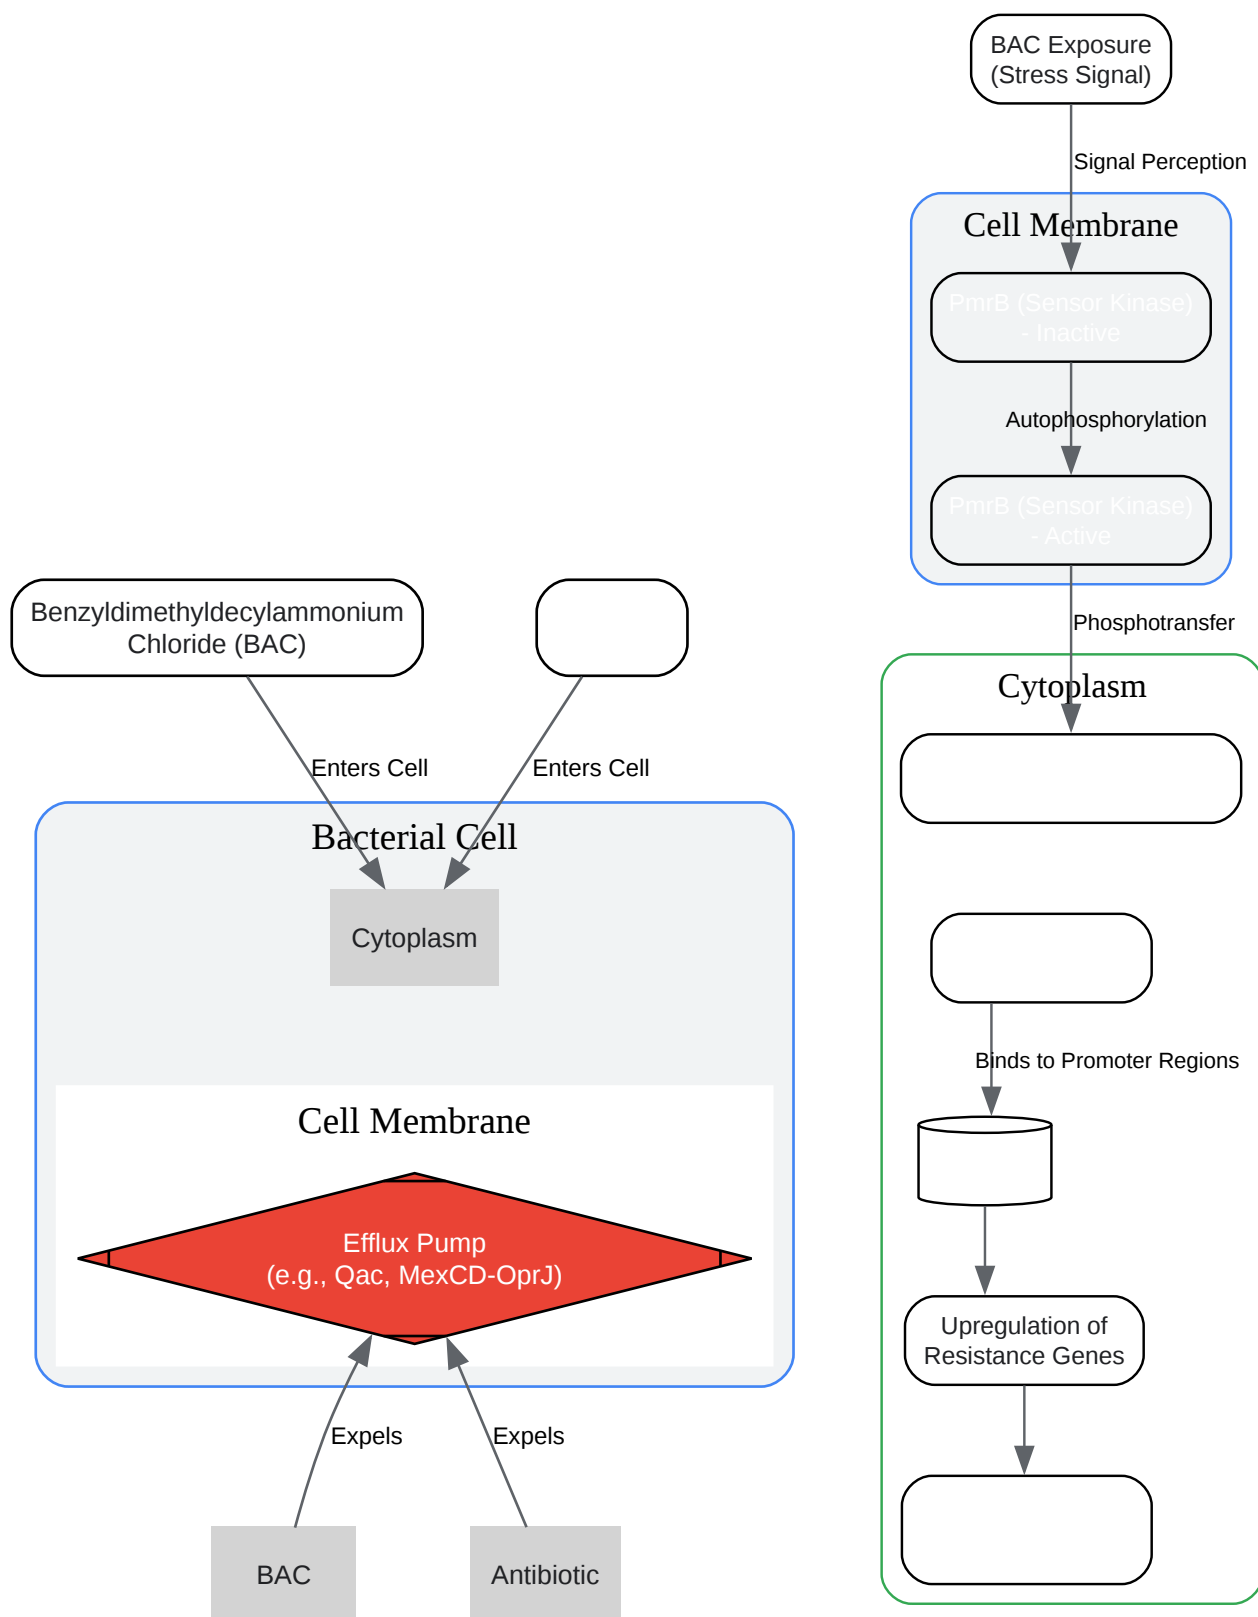 BAC Exposure
(Stress Signal)
Signal Perception
Cell Membrane
PmrB (Sensor Kinase)
- Inactive
Autophosphorylation
PmrB (Sensor Kinase)
- Active
Phosphotransfer
Cytoplasm
Binds to Promoter Regions
Upregulation of
Resistance Genes
Benzyldimethyldecylammonium
Chloride (BAC)
Enters Cell
Enters Cell
Bacterial Cell
Cytoplasm
Cell Membrane
Efflux Pump
(e.g., Qac, MexCD-OprJ)
Expels
Expels
BAC
Antibiotic